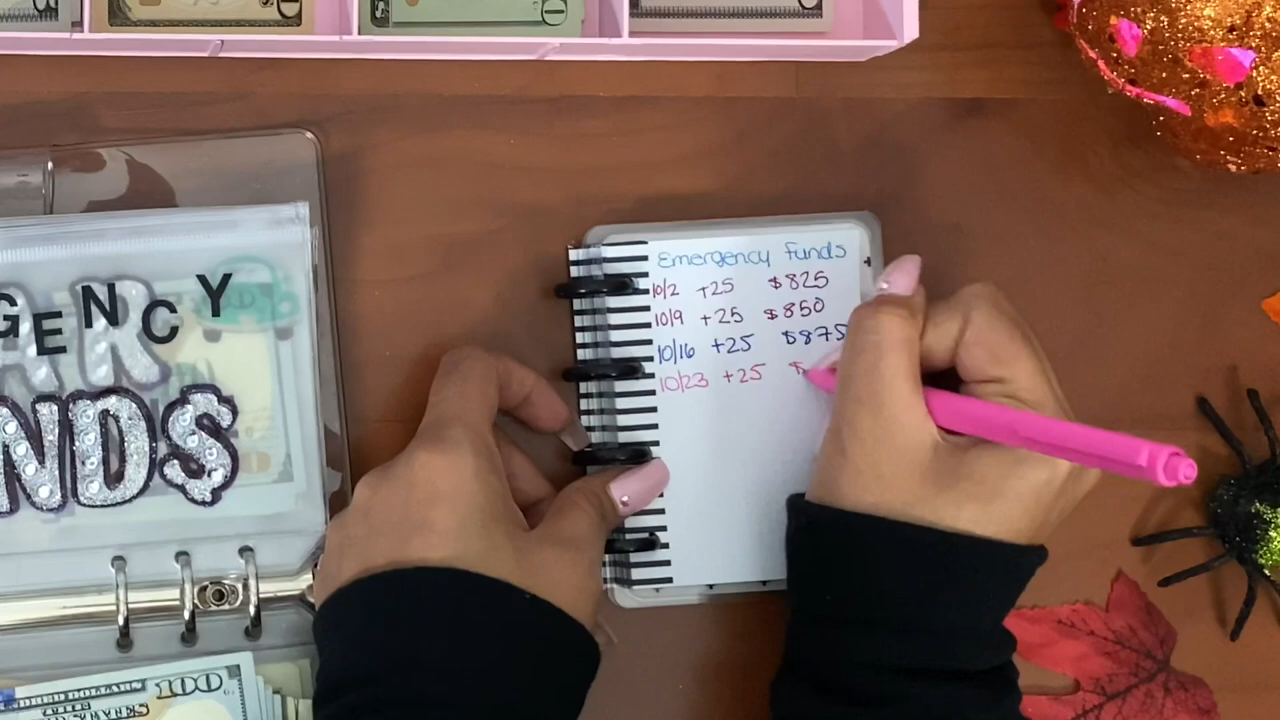 Emergency Funds
10/2 +25 $825
10/9 +25 $850
10/16 +25 $875
10/23 +25 $
GENCY
ND$
100